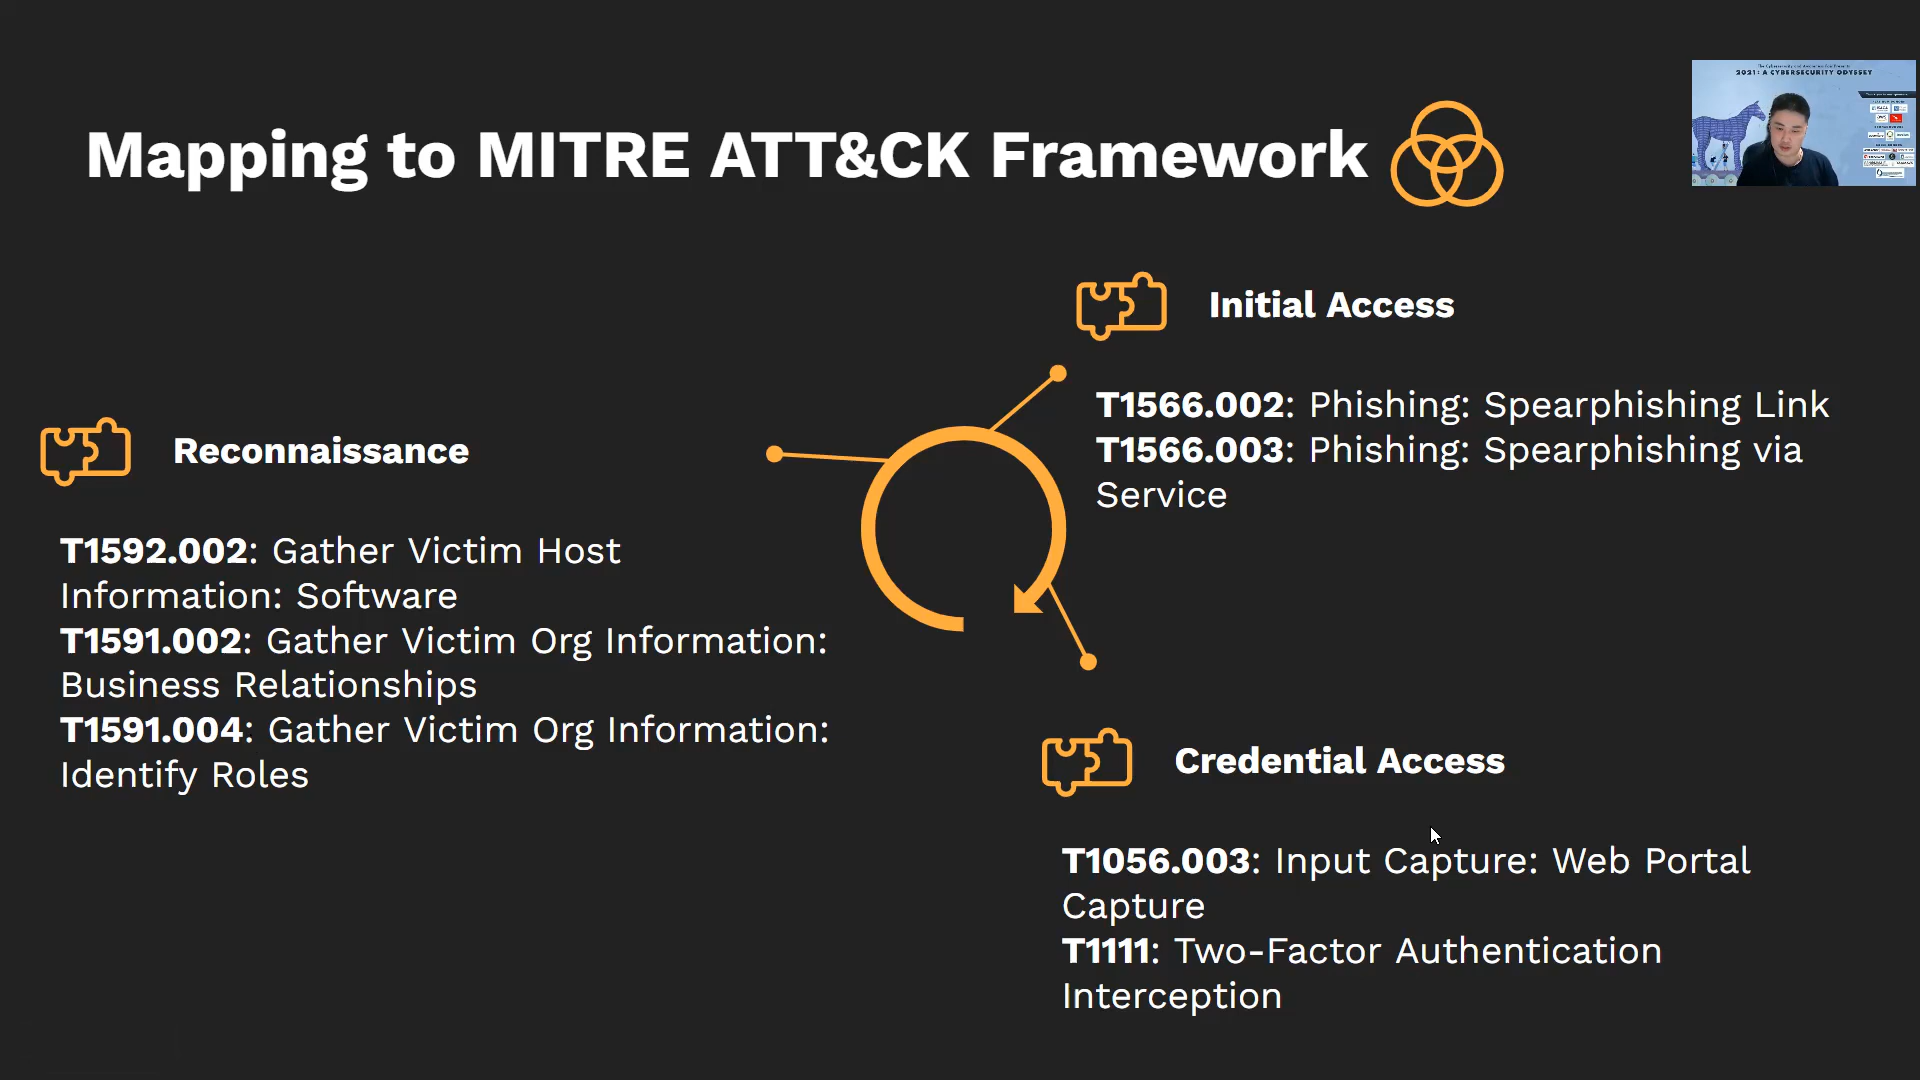 Mapping to MITRE ATT&CK Framework
2021: A CYBERSECURITY ODYSSEY
Initial Access
T1566.002: Phishing: Spearphishing Link
T1566.003: Phishing: Spearphishing via
Service
Reconnaissance
T1592.002: Gather Victim Host
Information: Software
T1591.002: Gather Victim Org Information:
Business Relationships
T1591.004: Gather Victim Org Information:
Identify Roles
Credential Access
T1056.003: Input Capture: Web Portal
Capture
T1111: Two-Factor Authentication
Interception